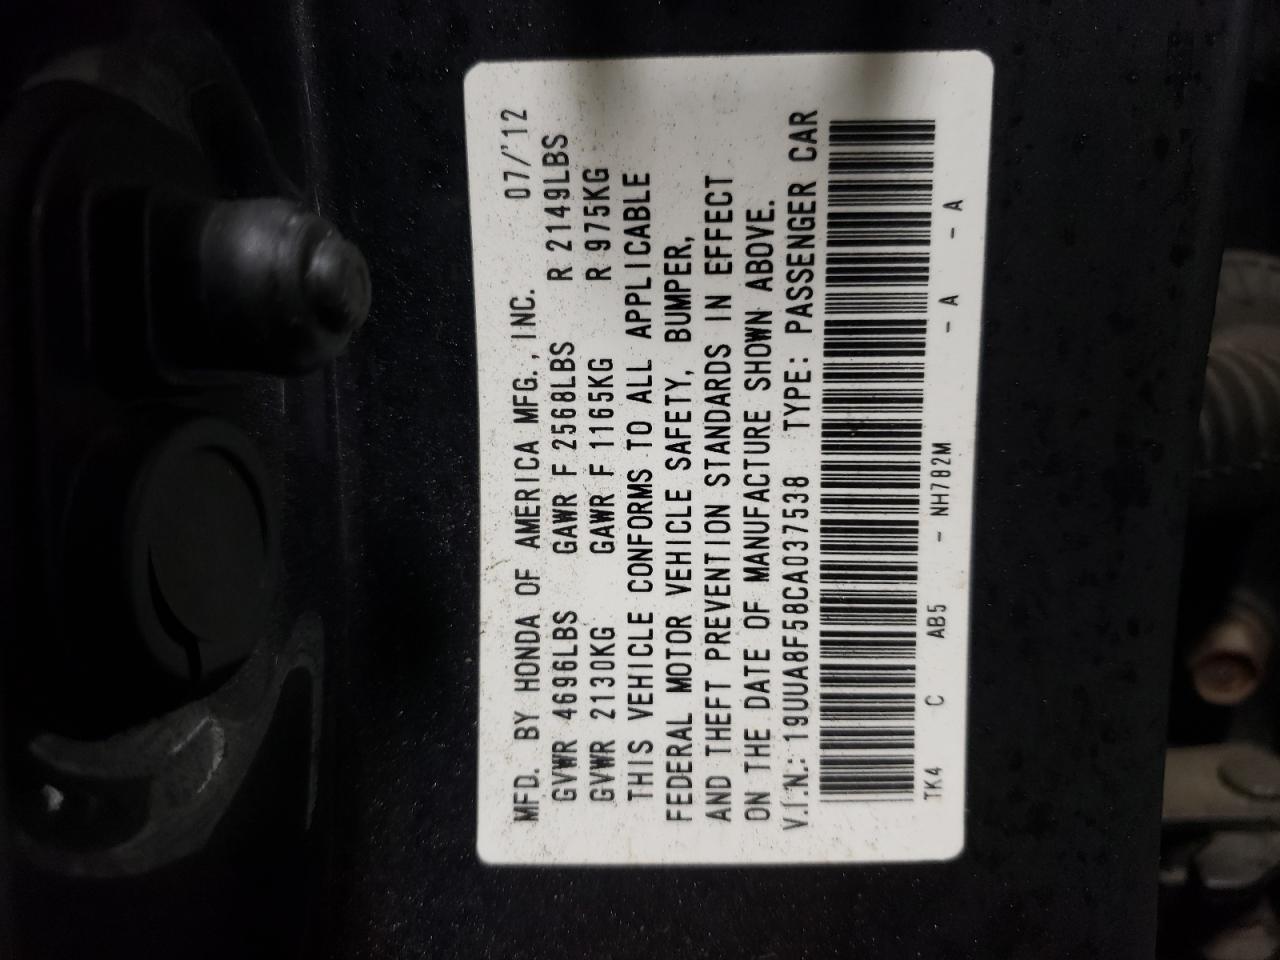 MFD. BY HONDA OF AMERICA MFG., INC. 07/'12
GVWR 4696LBS GAWR F 2568LBS R 2149LBS
GVWR 2130KG GAWR F 1165KG R 975KG
THIS VEHICLE CONFORMS TO ALL APPLICABLE
FEDERAL MOTOR VEHICLE SAFETY, BUMPER,
AND THEFT PREVENTION STANDARDS IN EFFECT
ON THE DATE OF MANUFACTURE SHOWN ABOVE.
V.I.N.: 19UUA8F58CA037538 TYPE: PASSENGER CAR
TK4 C AB5 - NH782M - A - A